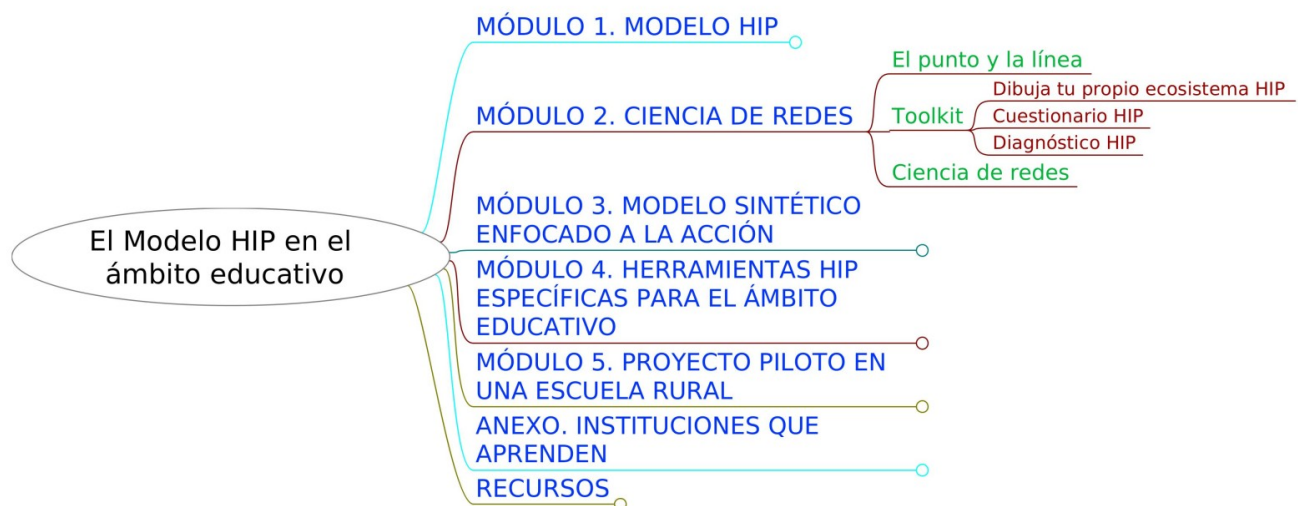 El Modelo HIP en el
ámbito educativo
MÓDULO 1. MODELO HIP
MÓDULO 2. CIENCIA DE REDES
El punto y la línea
Toolkit
Dibuja tu propio ecosistema HIP
Cuestionario HIP
Diagnóstico HIP
Ciencia de redes
MÓDULO 3. MODELO SINTÉTICO
ENFOCADO A LA ACCIÓN
MÓDULO 4. HERRAMIENTAS HIP
ESPECÍFICAS PARA EL ÁMBITO
EDUCATIVO
MÓDULO 5. PROYECTO PILOTO EN
UNA ESCUELA RURAL
ANEXO. INSTITUCIONES QUE
APRENDEN
RECURSOS